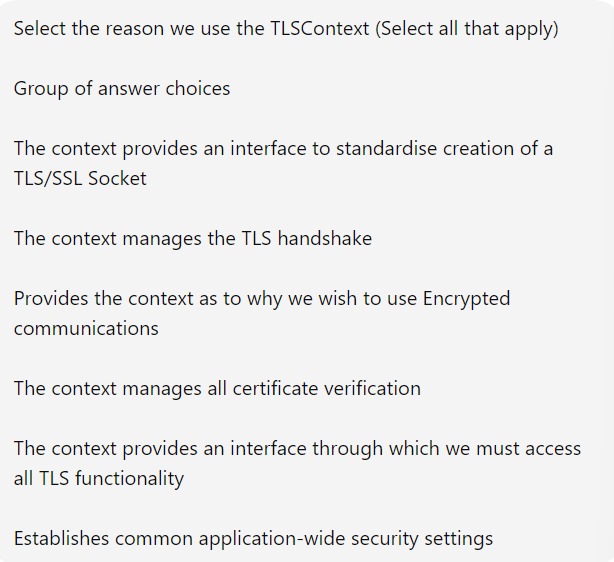 Select the reason we use the TLSContext (Select all that apply)
Group of answer choices
The context provides an interface to standardise creation of a
TLS/SSL Socket
The context manages the TLS handshake
Provides the context as to why we wish to use Encrypted
communications
The context manages all certificate verification
The context provides an interface through which we must access
all TLS functionality
Establishes common application-wide security settings